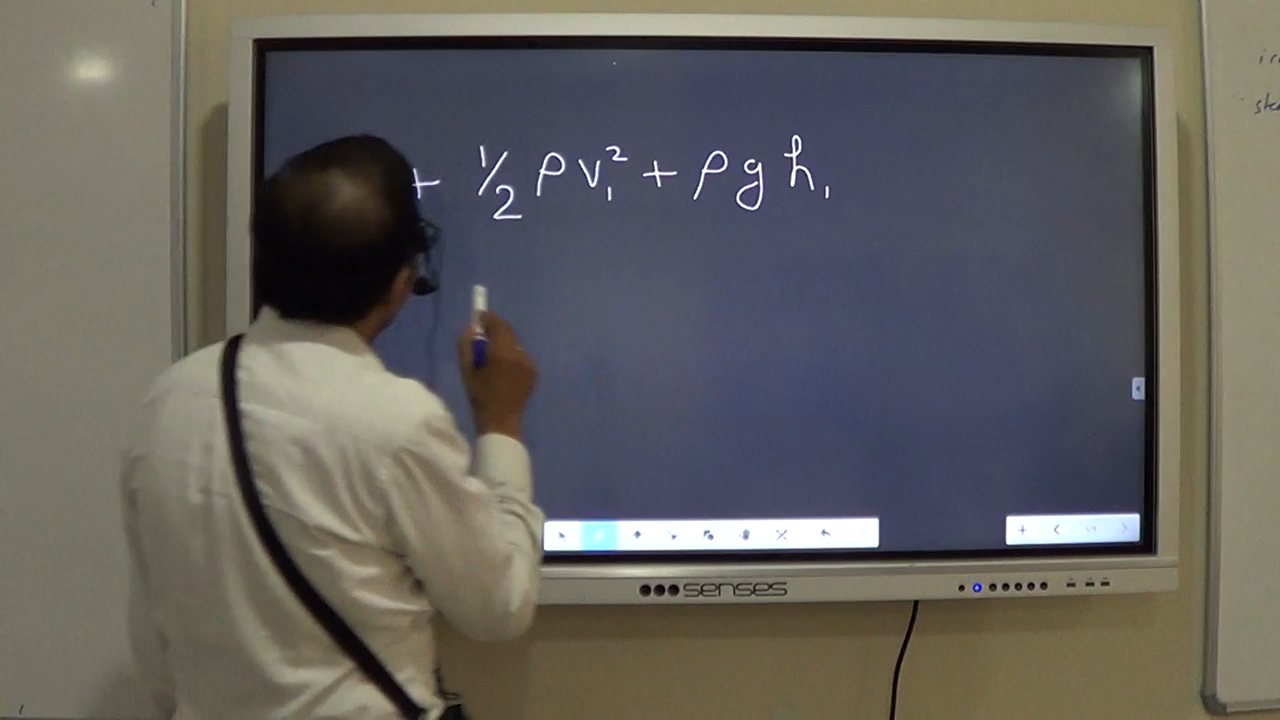 + ½ ρ v₁² + ρ g h₁
senses